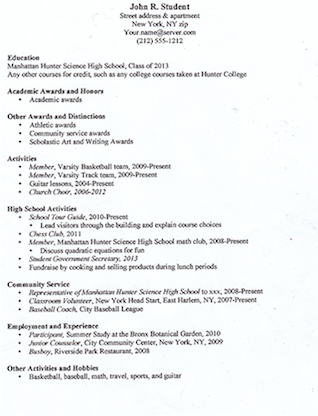 John R. Student
Street address & apartment
New York, NY zip
Your name@server.com
(212) 555-1212
Education
Manhattan Hunter Science High School, Class of 2013
Any other courses for credit, such as any college courses taken at Hunter College
Academic Awards and Honors
• Academic awards
Other Awards and Distinctions
• Athletic awards
• Community service awards
• Scholastic Art and Writing Awards
Activities
• Member, Varsity Basketball team, 2009-Present
• Member, Varsity Track team, 2009-Present
• Guitar lessons, 2004-Present
• Church Choir, 2006-2012
High School Activities
• School Tour Guide, 2010-Present
• Lead visitors through the building and explain course choices
• Chess Club, 2011
• Member, Manhattan Hunter Science High School math club, 2008-Present
• Discuss quadratic equations for fun
• Student Government Secretary, 2013
• Fundraise by cooking and selling products during lunch periods
Community Service
• Representative of Manhattan Hunter Science High School to xxx, 2009-Present
• Classroom Volunteer, New York Head Start, East Harlem, NY, 2007-Present
• Baseball Coach, City Baseball League
Employment and Experience
• Participant, Summer Study at the Bronx Botanical Garden, 2010
• Junior Counselor, City Community Center, New York, NY, 2009
• Busboy, Riverside Park Restaurant, 2008
Other Activities and Hobbies
• Basketball, baseball, math, travel, sports, and guitar